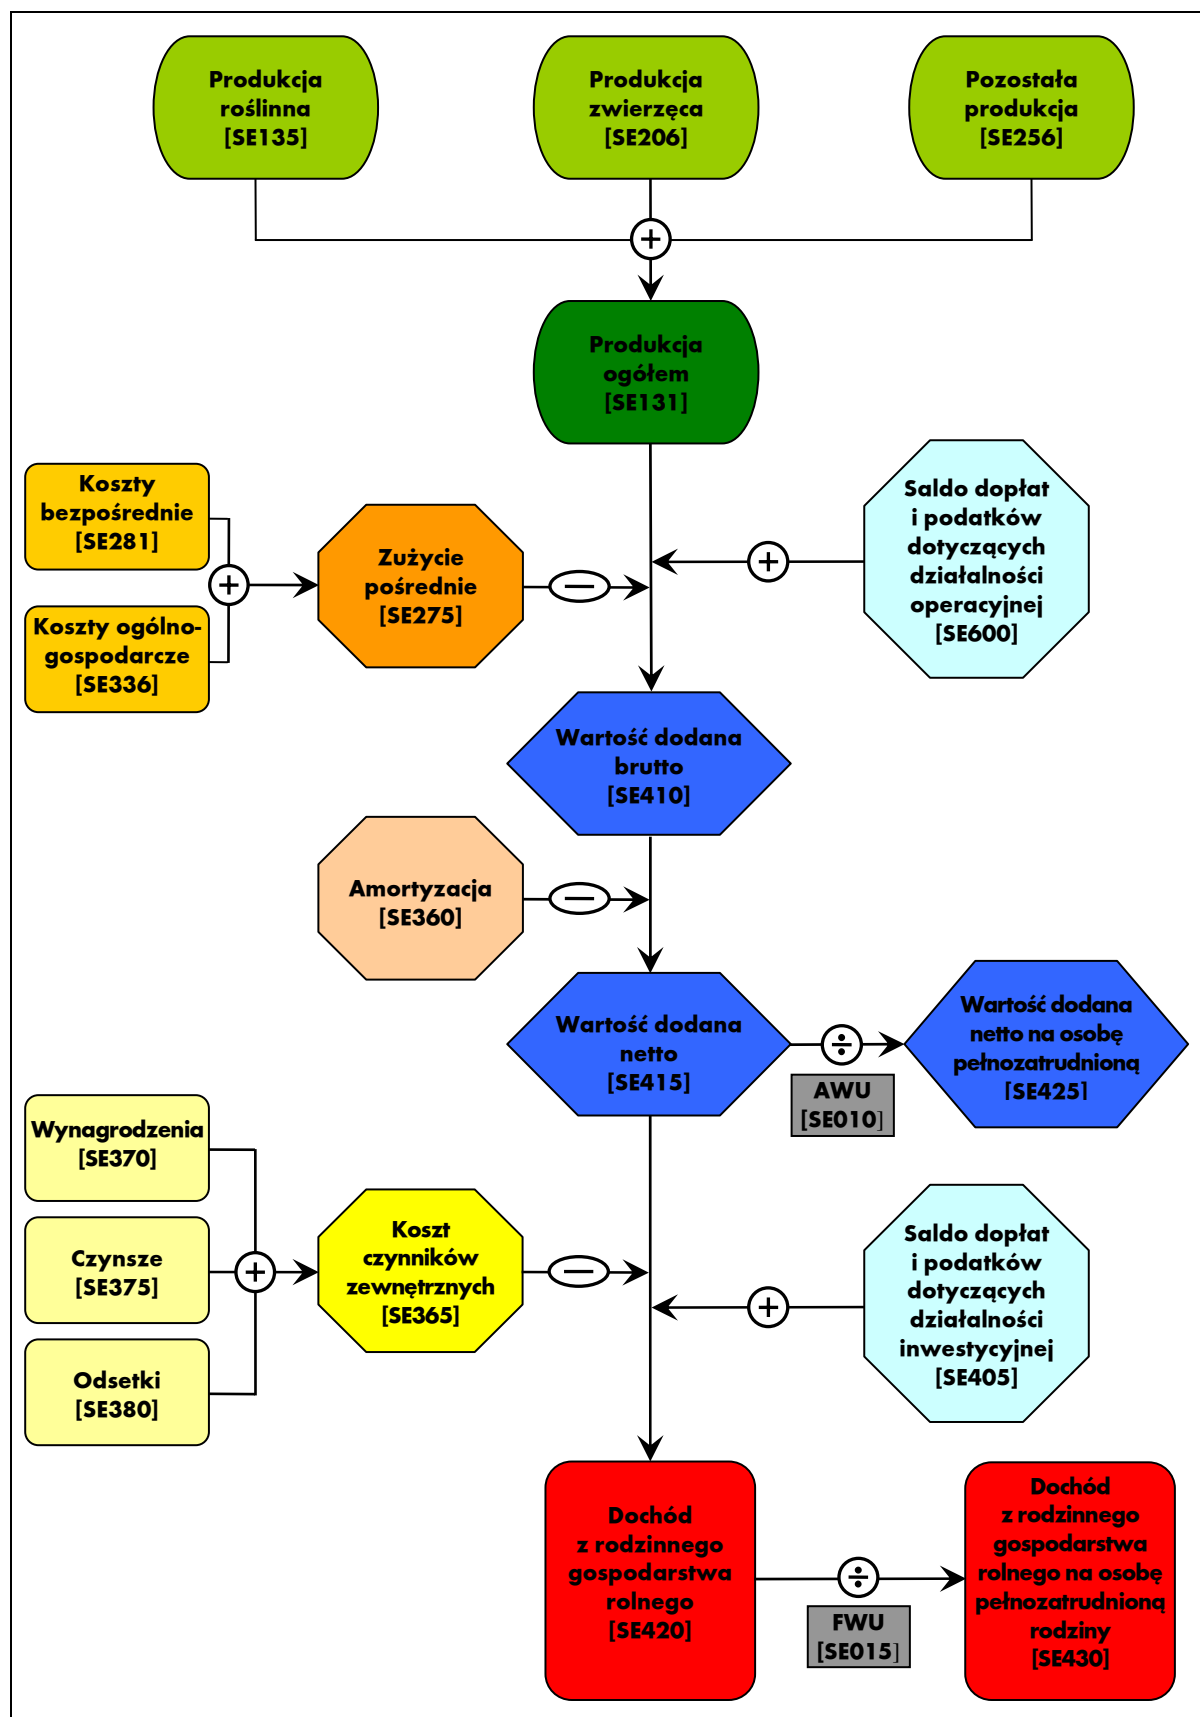 Produkcja
roślinna
[SE135]
Produkcja
zwierzęca
[SE206]
Pozostała
produkcja
[SE256]
+
Produkcja
ogółem
[SE131]
Koszty
bezpośrednie
[SE281]
+
Koszty ogólno-
gospodarcze
[SE336]
Zużycie
pośrednie
[SE275]
−
Saldo dopłat
i podatków
dotyczących
działalności
operacyjnej
[SE600]
+
Wartość dodana
brutto
[SE410]
Amortyzacja
[SE360]
−
Wartość dodana
netto
[SE415]
÷
AWU
[SE010]
Wartość dodana
netto na osobę
pełnozatrudnioną
[SE425]
Wynagrodzenia
[SE370]
Czynsze
[SE375]
+
Odsetki
[SE380]
Koszt
czynników
zewnętrznych
[SE365]
−
Saldo dopłat
i podatków
dotyczących
działalności
inwestycyjnej
[SE405]
+
Dochód
z rodzinnego
gospodarstwa
rolnego
[SE420]
÷
FWU
[SE015]
Dochód
z rodzinnego
gospodarstwa
rolnego na osobę
pełnozatrudnioną
rodziny
[SE430]